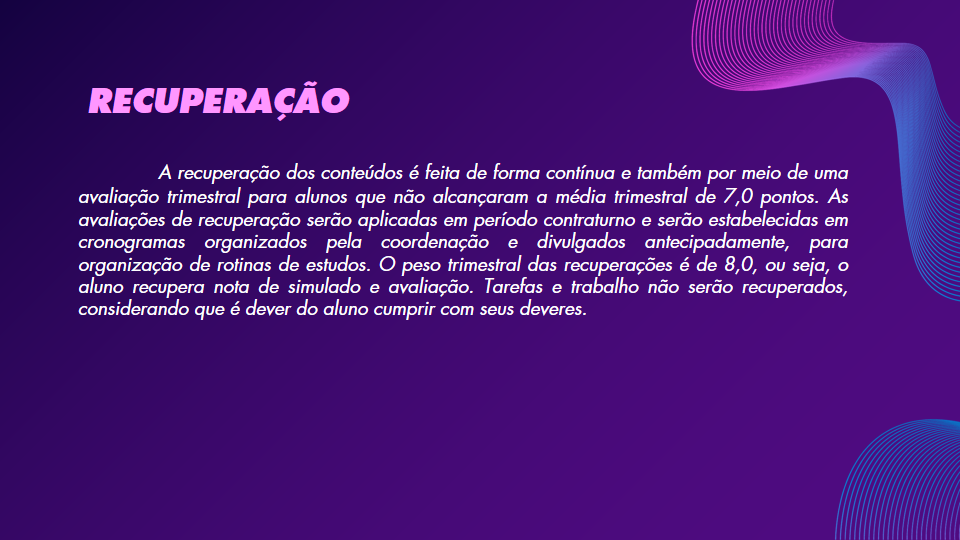 RECUPERAÇÃO
A recuperação dos conteúdos é feita de forma contínua e também por meio de uma
avaliação trimestral para alunos que não alcançaram a média trimestral de 7,0 pontos. As
avaliações de recuperação serão aplicadas em período contraturno e serão estabelecidas em
cronogramas organizados pela coordenação e divulgados antecipadamente, para
organização de rotinas de estudos. O peso trimestral das recuperações é de 8,0, ou seja, o
aluno recupera nota de simulado e avaliação. Tarefas e trabalho não serão recuperados,
considerando que é dever do aluno cumprir com seus deveres.